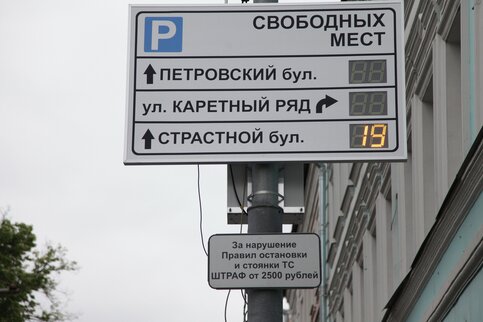 P СВОБОДНЫХ
МЕСТ
ПЕТРОВСКИЙ бул.
ул. КАРЕТНЫЙ РЯД
СТРАСТНОЙ бул. 19
За нарушение
Правил остановки
и стоянки ТС
ШТРАФ от 2500 рублей